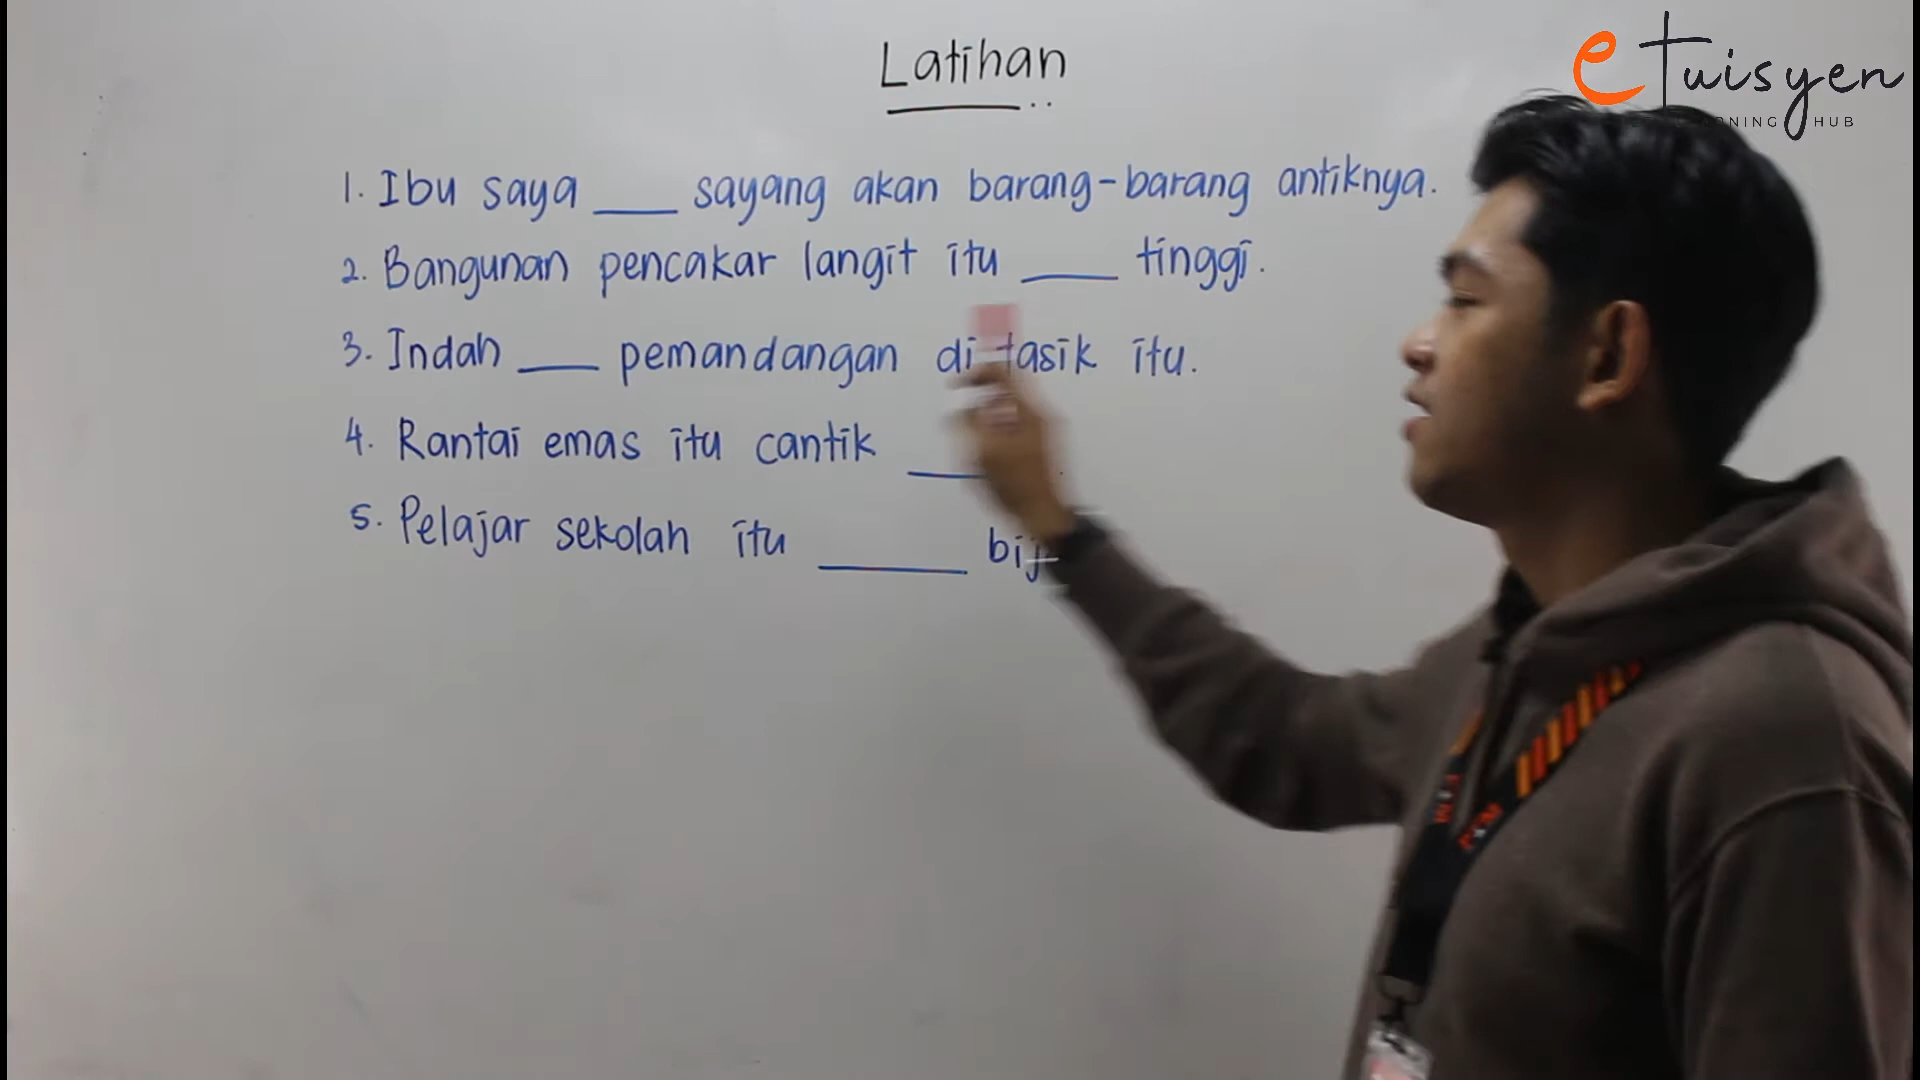 Latihan
e Tuisyen
HUB
1. Ibu saya ___ sayang akan barang-barang antiknya.
2. Bangunan pencakar langit itu ___ tinggi.
3. Indah ___ pemandangan di tasik itu.
4. Rantai emas itu cantik ___.
5. Pelajar sekolah itu ___